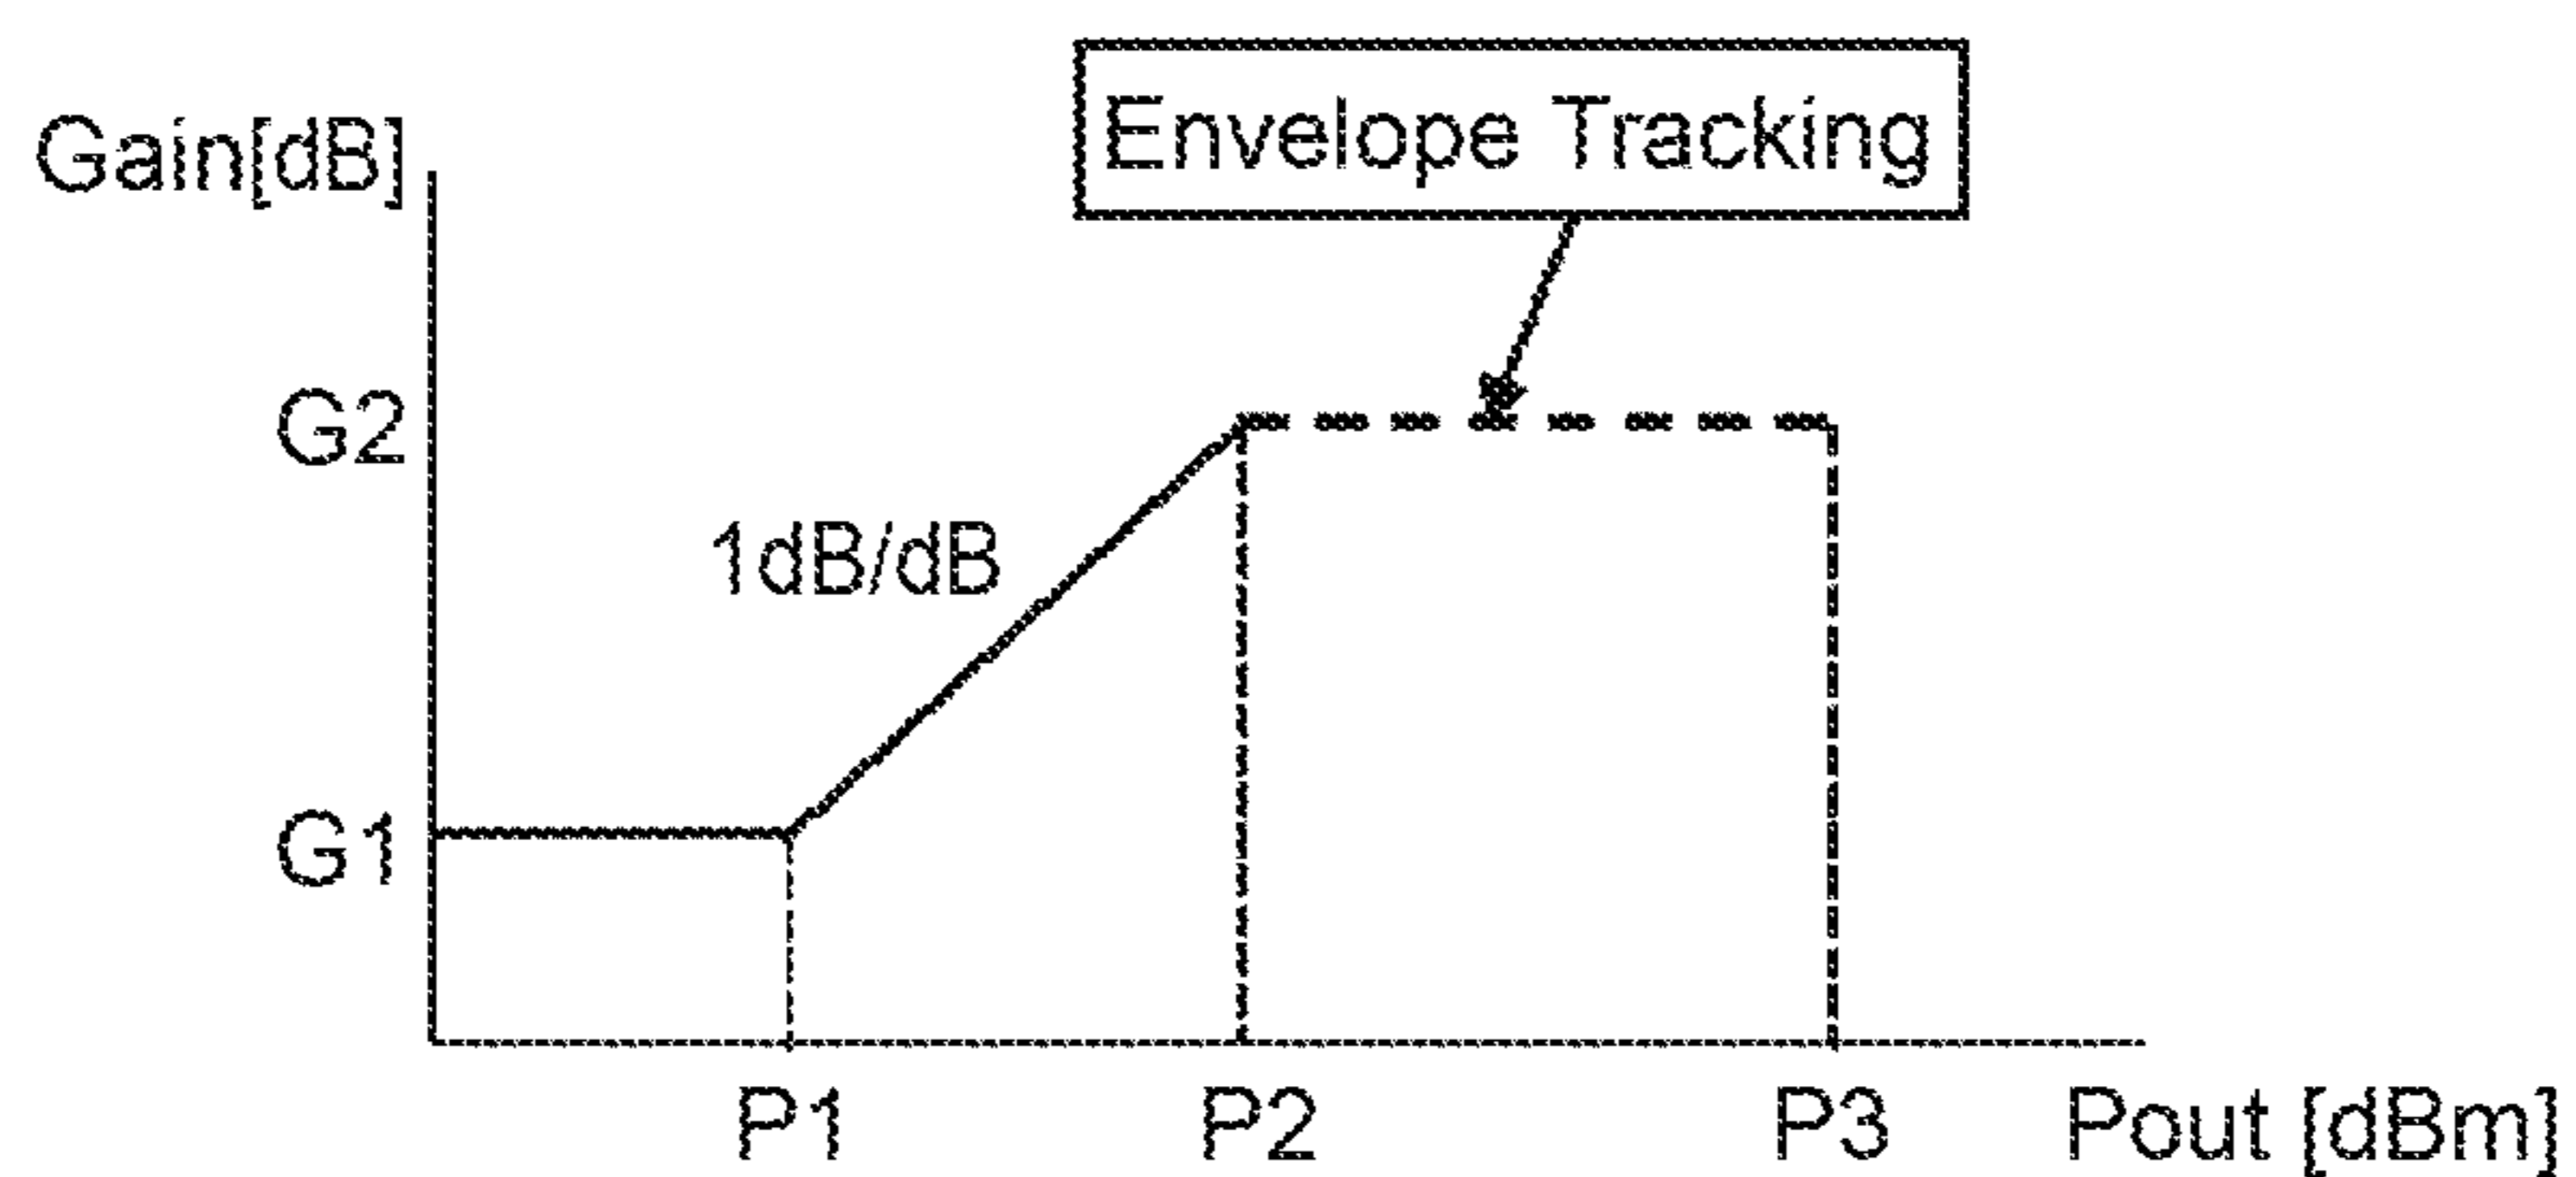 Envelope Tracking
Gain[dB]
G2
1dB/dB
G1
P1
P2
P3
Pout [dBm]